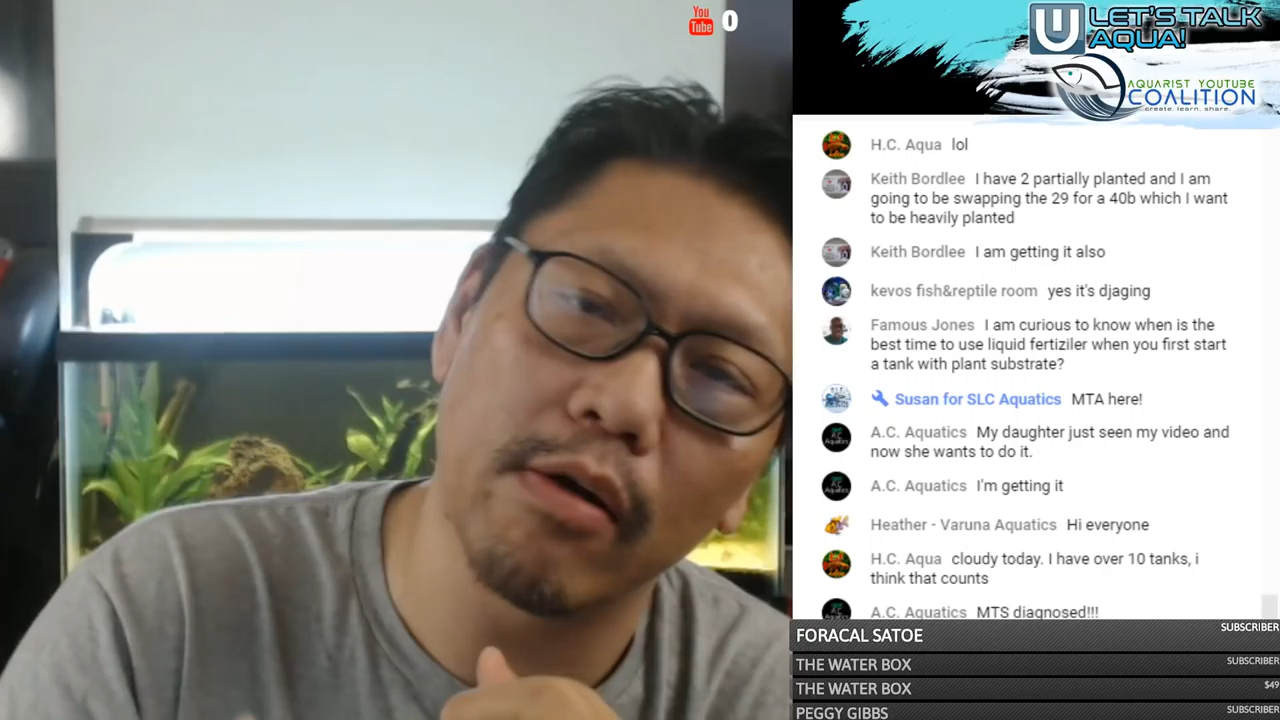 You
Tube
0
LET'S TALK
AQUA!
AQUARIST YOUTUBE
COALITION
create. learn. share.
H.C. Aqua lol
Keith Bordlee I have 2 partially planted and I am
going to be swapping the 29 for a 40b which I want
to be heavily planted
Keith Bordlee I am getting it also
kevos fish&reptile room yes it's djaging
Famous Jones I am curious to know when is the
best time to use liquid fertiziler when you first start
a tank with plant substrate?
Susan for SLC Aquatics MTA here!
A.C. Aquatics My daughter just seen my video and
now she wants to do it.
A.C. Aquatics I'm getting it
Heather - Varuna Aquatics Hi everyone
H.C. Aqua cloudy today. I have over 10 tanks, i
think that counts
A.C. Aquatics MTS diagnosed!!!
FORACAL SATOE SUBSCRIBER
THE WATER BOX SUBSCRIBER
THE WATER BOX $49
PEGGY GIBBS SUBSCRIBER